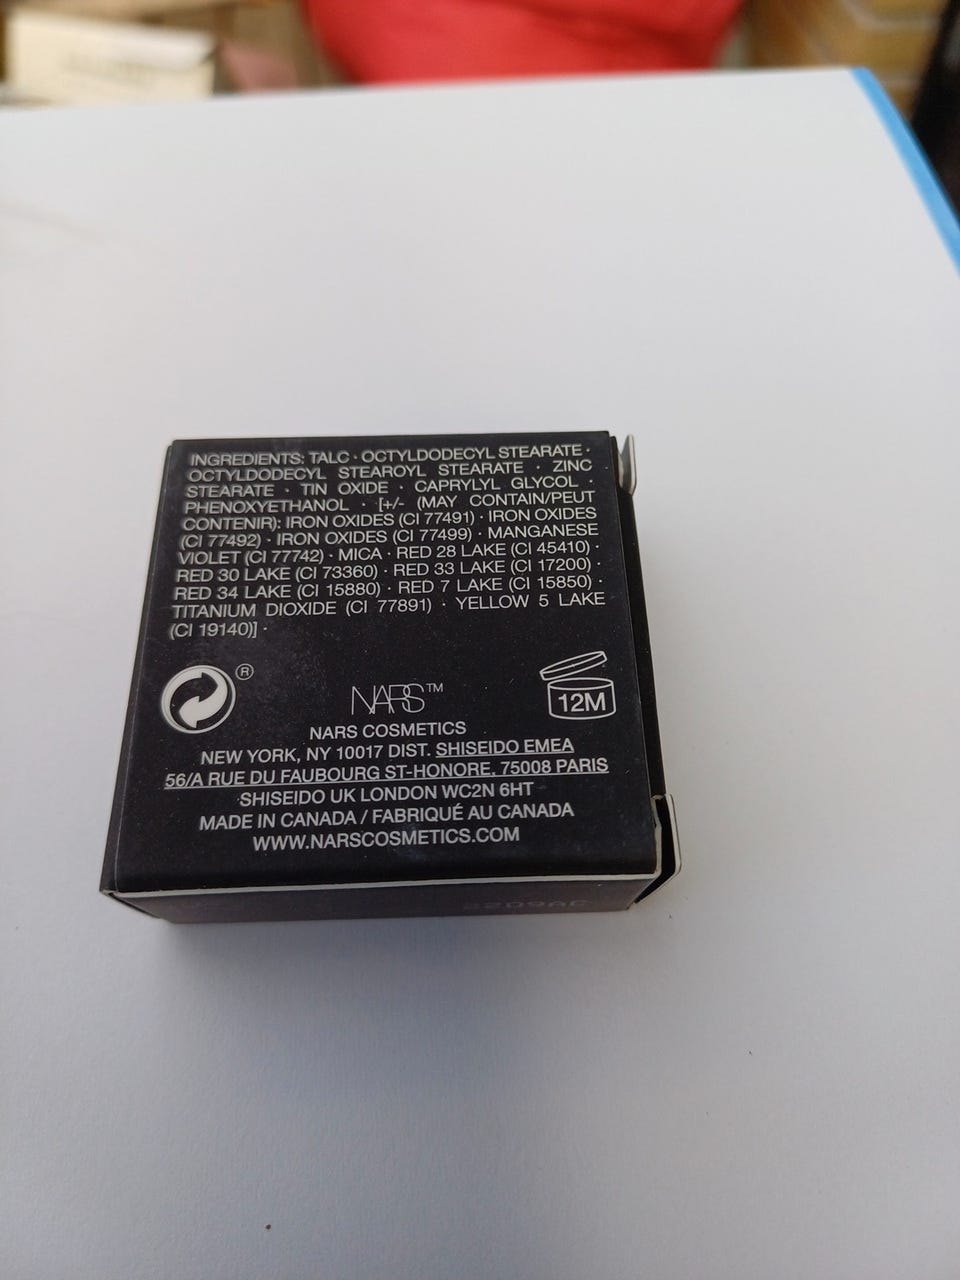 INGREDIENTS: TALC · OCTYLDODECYL STEARATE ·
OCTYLDODECYL STEAROYL STEARATE · ZINC
STEARATE · TIN OXIDE · CAPRYLYL GLYCOL ·
PHENOXYETHANOL · [+/- (MAY CONTAIN/PEUT
CONTENIR): IRON OXIDES (CI 77491) · IRON OXIDES
(CI 77492) · IRON OXIDES (CI 77499) · MANGANESE
VIOLET (CI 77742) · MICA · RED 28 LAKE (CI 45410) ·
RED 30 LAKE (CI 73360) · RED 33 LAKE (CI 17200) ·
RED 34 LAKE (CI 15880) · RED 7 LAKE (CI 15850) ·
TITANIUM DIOXIDE (CI 77891) · YELLOW 5 LAKE
(CI 19140)] ·
®
NARS™
12M
NARS COSMETICS
NEW YORK, NY 10017 DIST. SHISEIDO EMEA
56/A RUE DU FAUBOURG ST-HONORE, 75008 PARIS
SHISEIDO UK LONDON WC2N 6HT
MADE IN CANADA / FABRIQUÉ AU CANADA
WWW.NARSCOSMETICS.COM